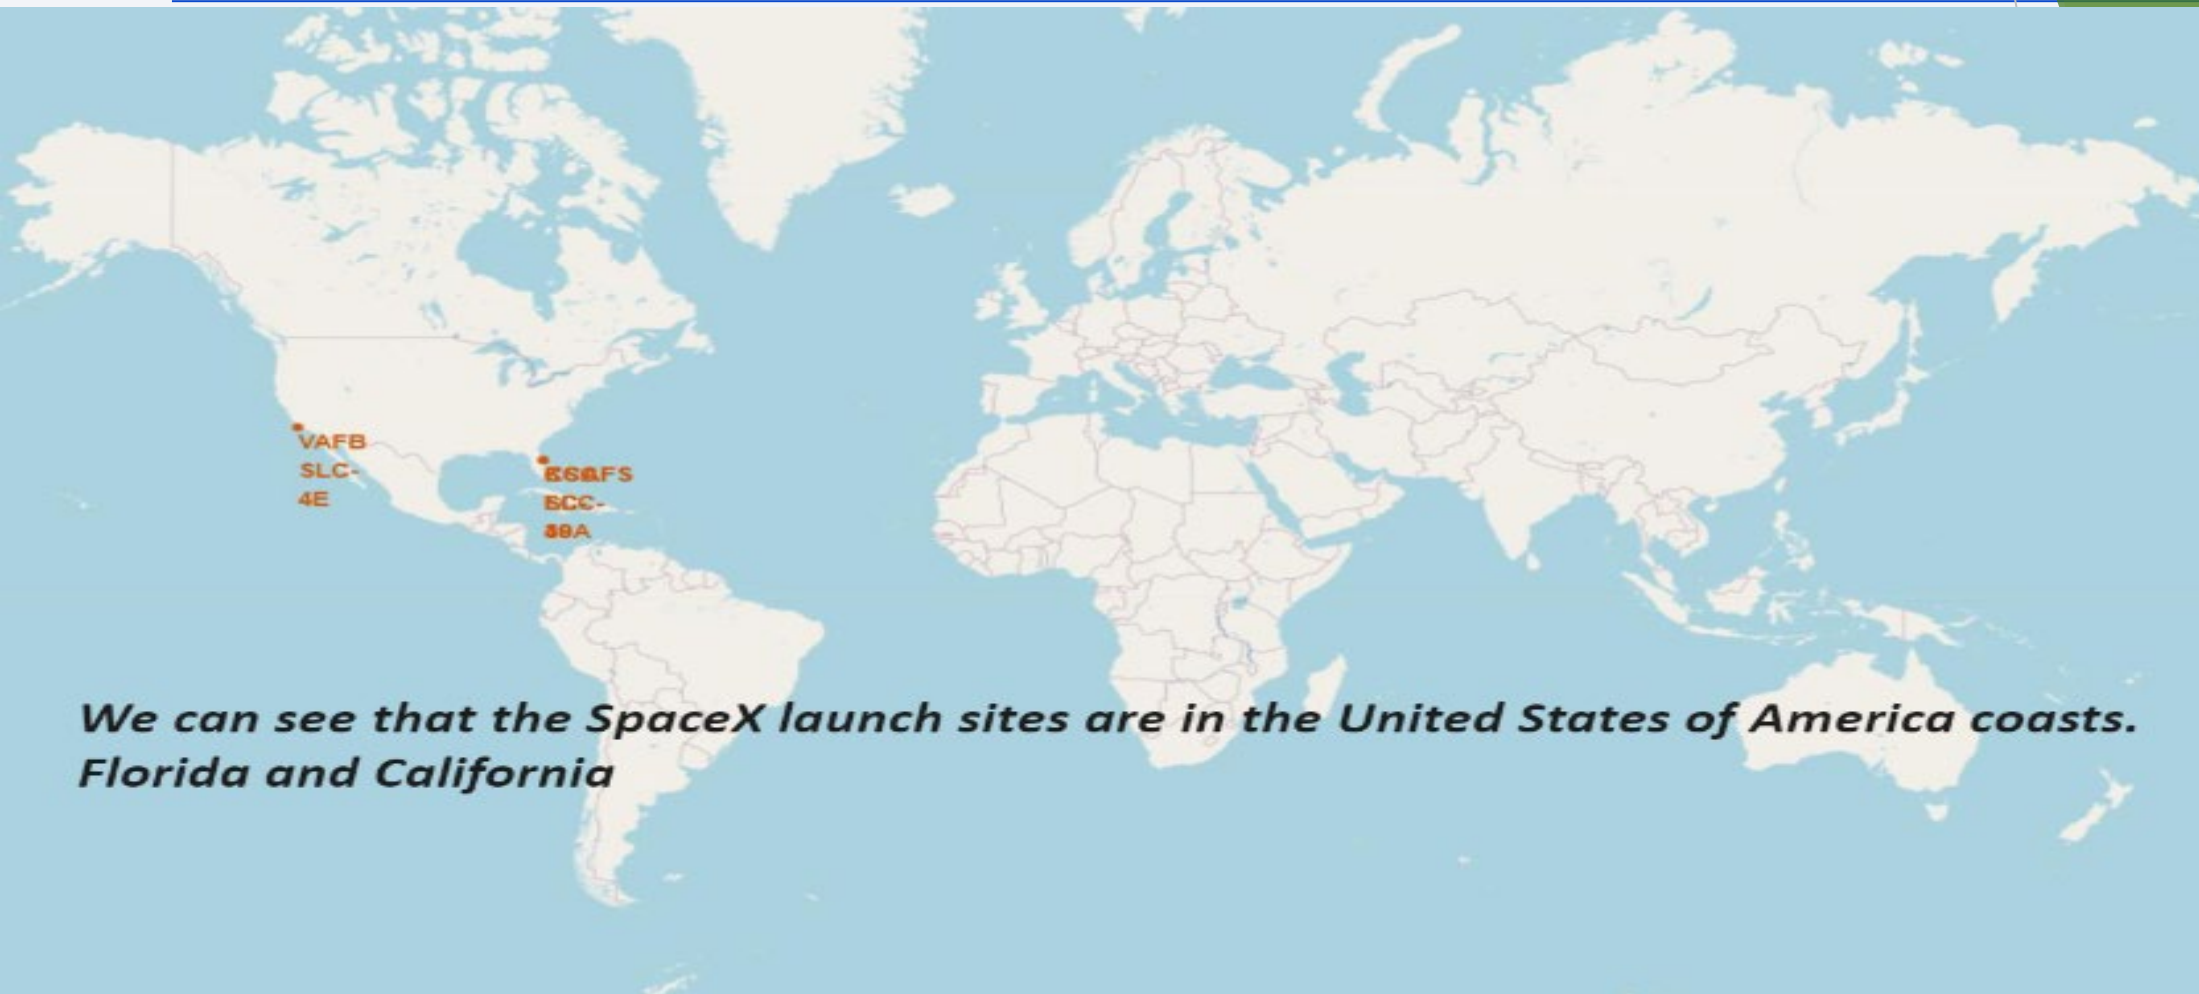 VAFB
SLC-
4E
We can see that the SpaceX launch sites are in the United States of America coasts.
Florida and California